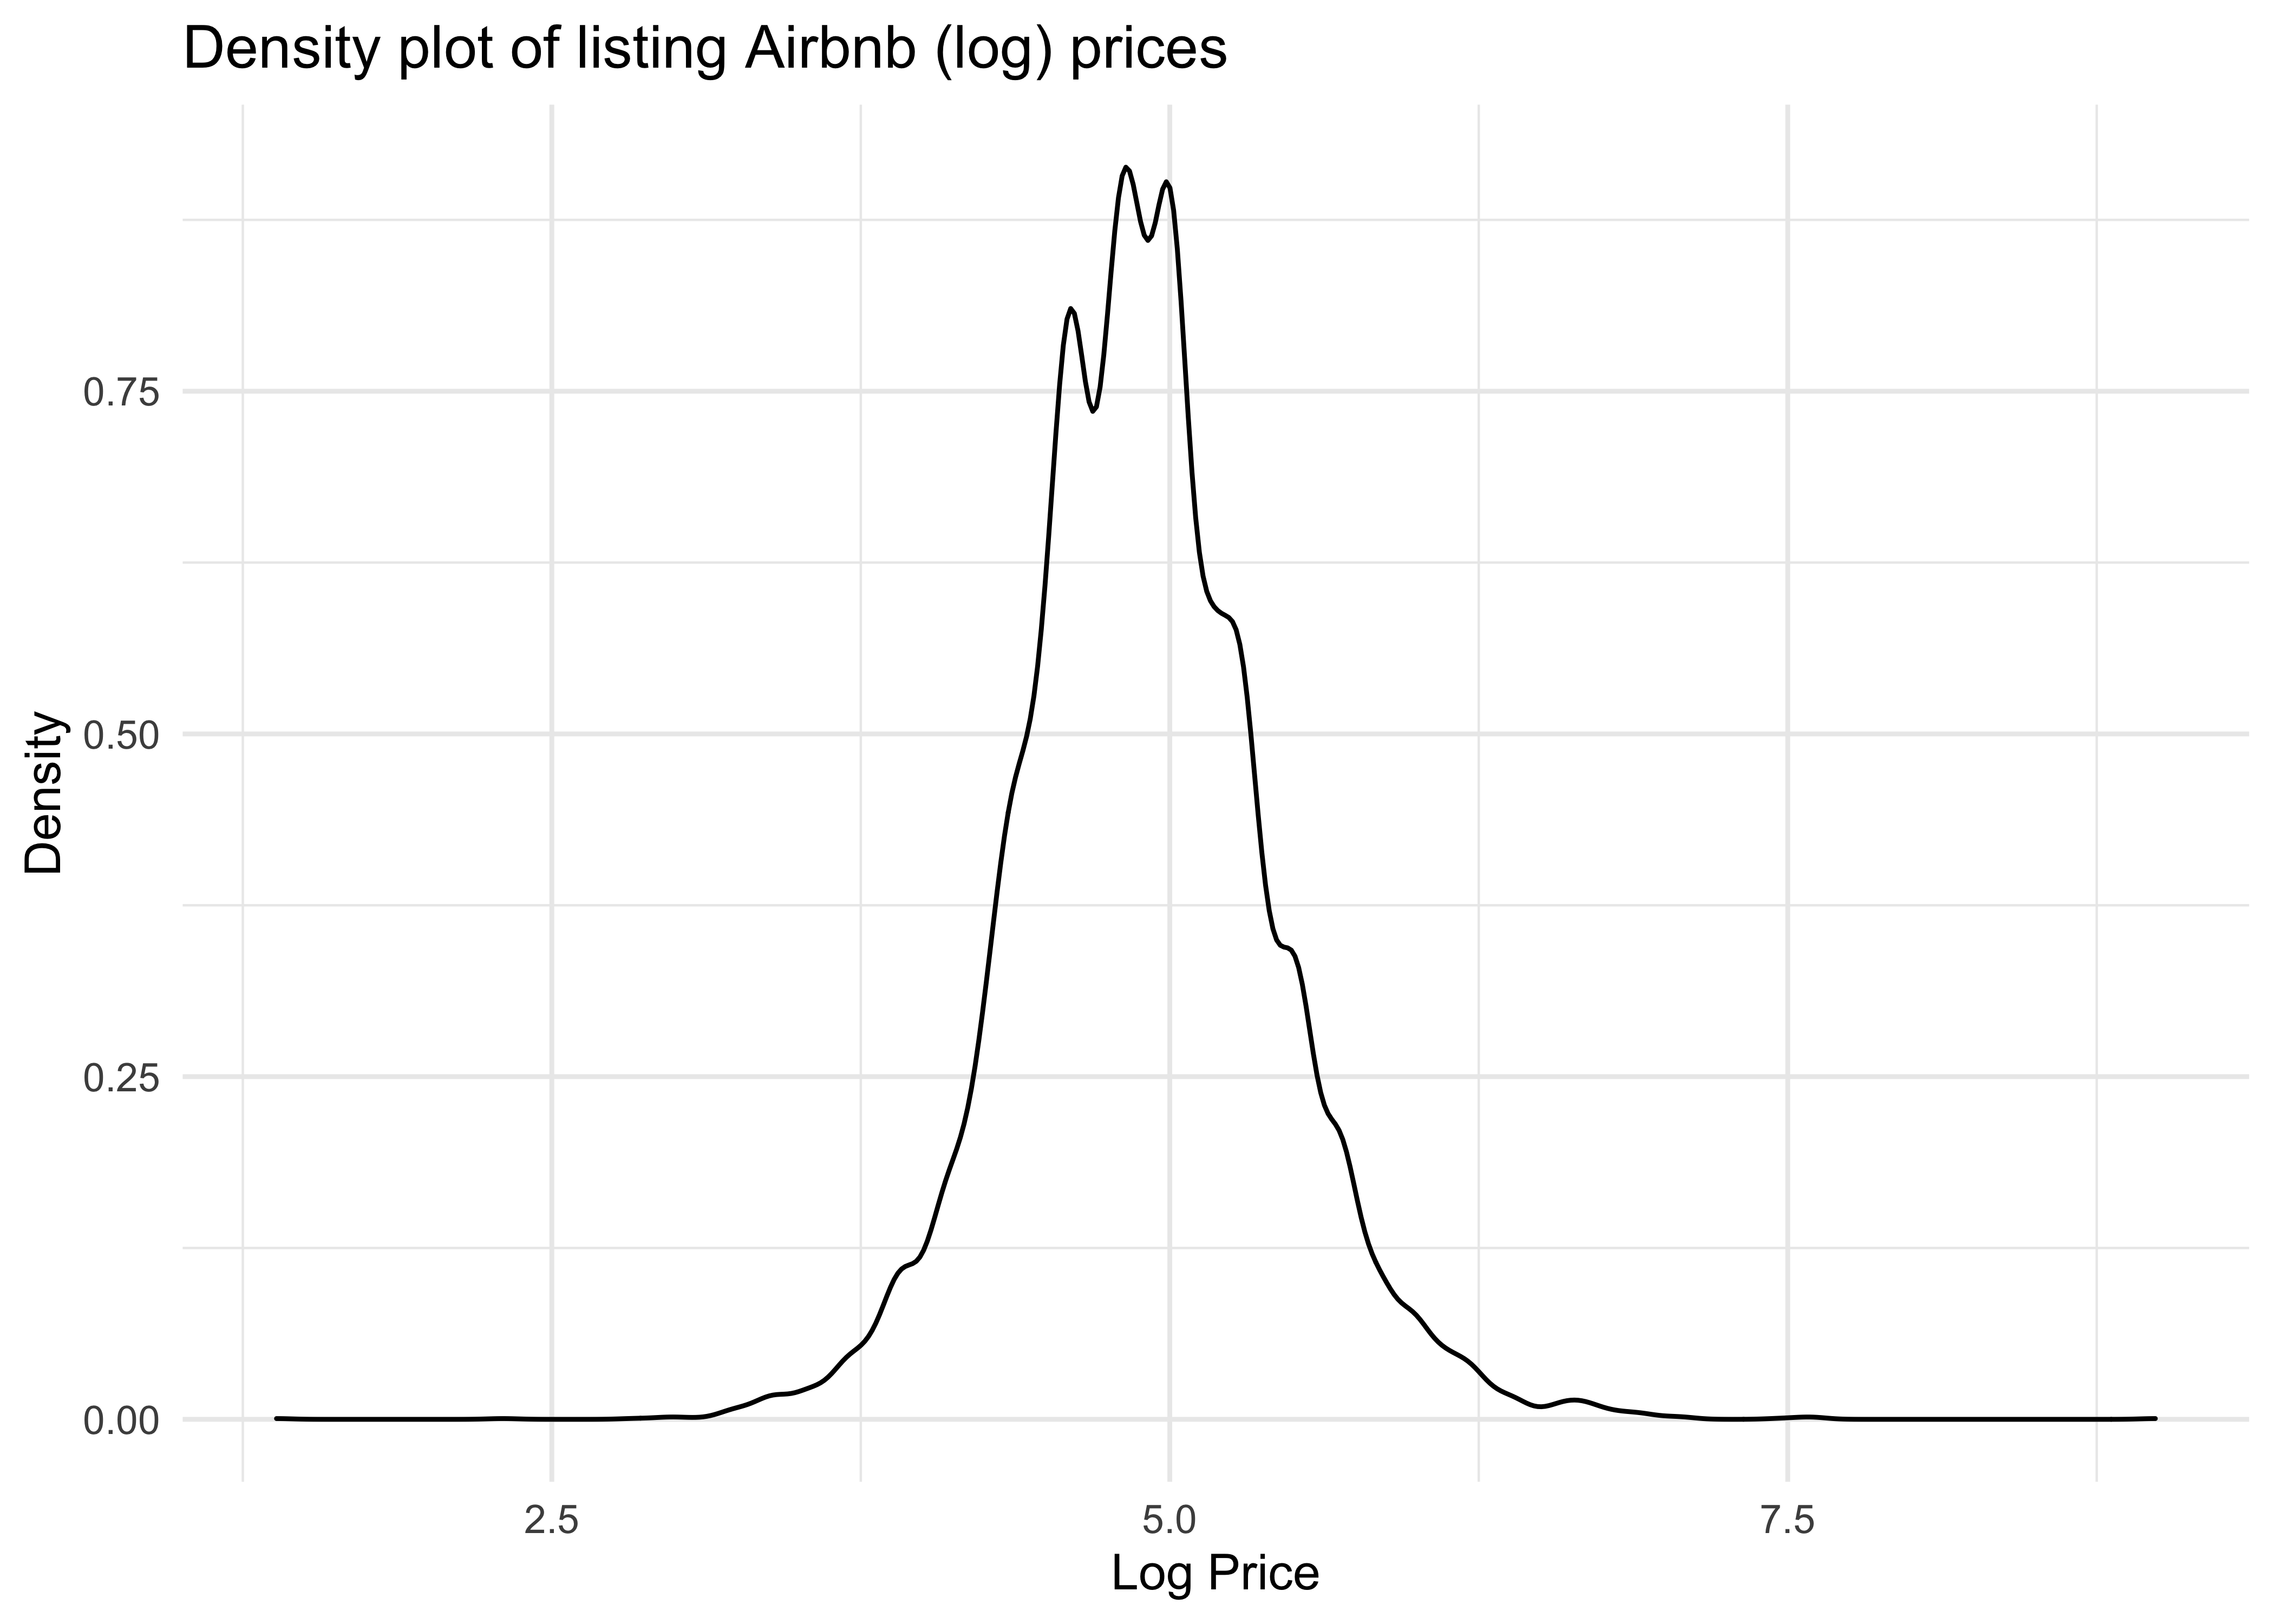 Density plot of listing Airbnb (log) prices
Density
0.75
0.50
0.25
0.00
2.5 5.0 7.5
Log Price